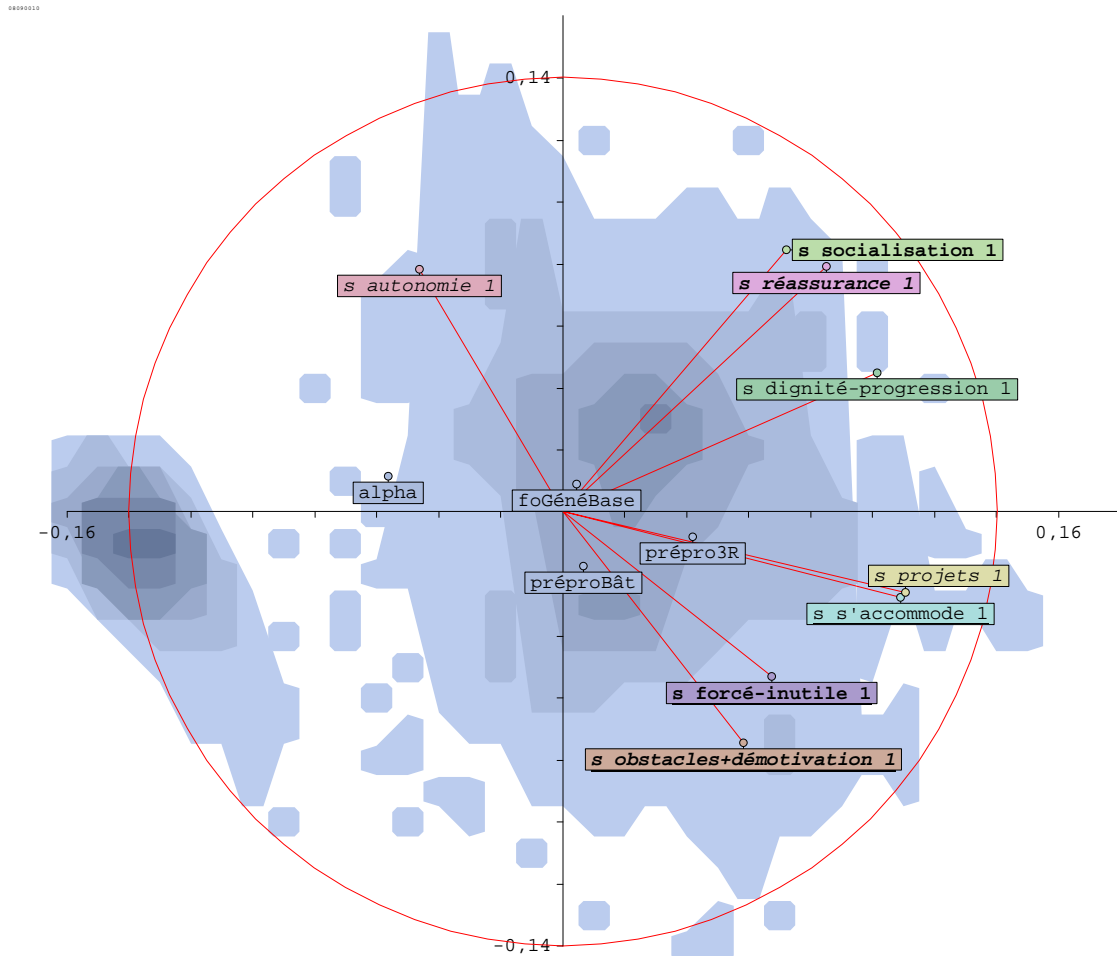 08090010
0,14
s socialisation 1
s réassurance 1
s autonomie 1
s dignité-progression 1
alpha
foGénéBase
-0,16
0,16
prépro3R
préproBât
s projets 1
s s'accommode 1
s forcé-inutile 1
s obstacles+démotivation 1
-0,14